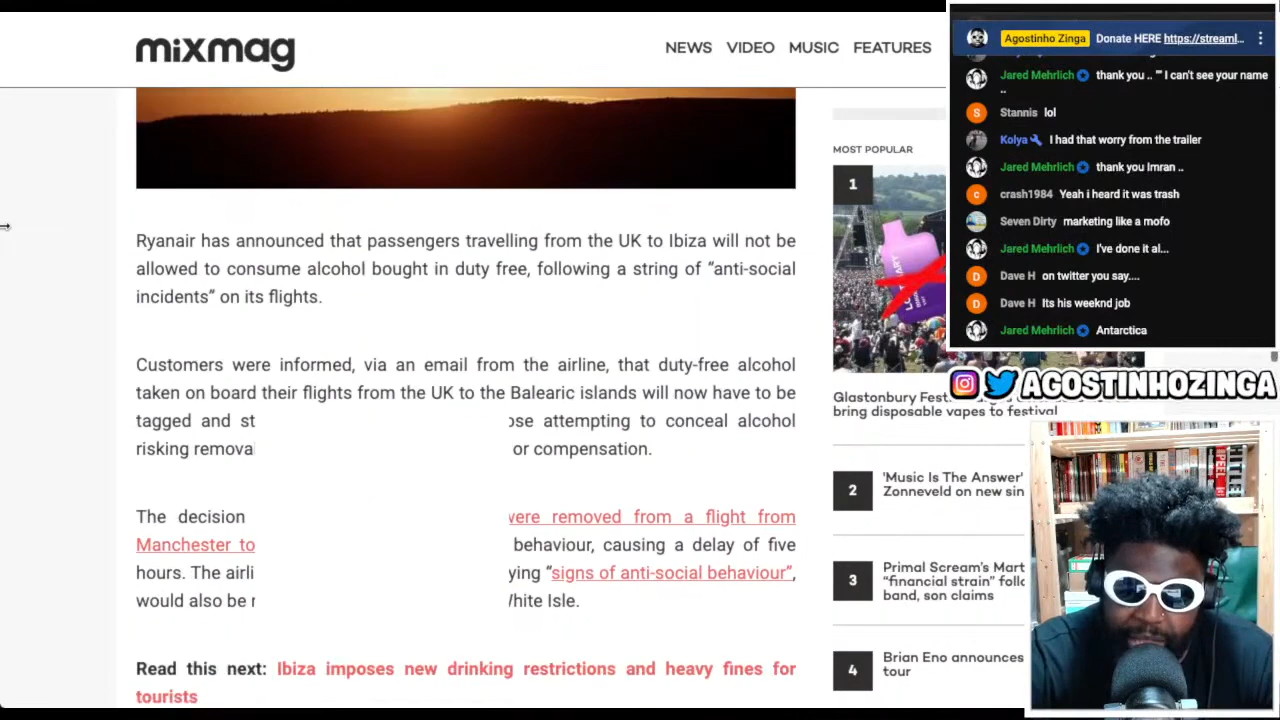 mixmag
NEWS VIDEO MUSIC FEATURES
Ryanair has announced that passengers travelling from the UK to Ibiza will not be
allowed to consume alcohol bought in duty free, following a string of “anti-social
incidents” on its flights.
Customers were informed, via an email from the airline, that duty-free alcohol
taken on board their flights from the UK to the Balearic islands will now have to be
tagged and
attempting to conceal alcohol
risking
or compensation.
The decision
were removed from a flight from
Manchester to
behaviour, causing a delay of five
hours. The
“signs of anti-social behaviour”,
would also be
White Isle.
Read this next: Ibiza imposes new drinking restrictions and heavy fines for
tourists
MOST POPULAR
1
Glastonbury
bring disposable vapes to festival
2
'Music Is The Answer'
Zonneveld on new
3
Primal Scream's
“financial strain”
band, son claims
4
Brian Eno announces
tour
Agostinho Zinga Donate HERE https://streaml...
Jared Mehrlich thank you .. "" I can't see your name
..
Stannis lol
Kolya I had that worry from the trailer
Jared Mehrlich thank you Imran ..
crash1984 Yeah i heard it was trash
Seven Dirty marketing like a mofo
Jared Mehrlich I've done it al...
Dave H on twitter you say....
Dave H Its his weeknd job
Jared Mehrlich Antarctica
AGOSTINHOZINGA